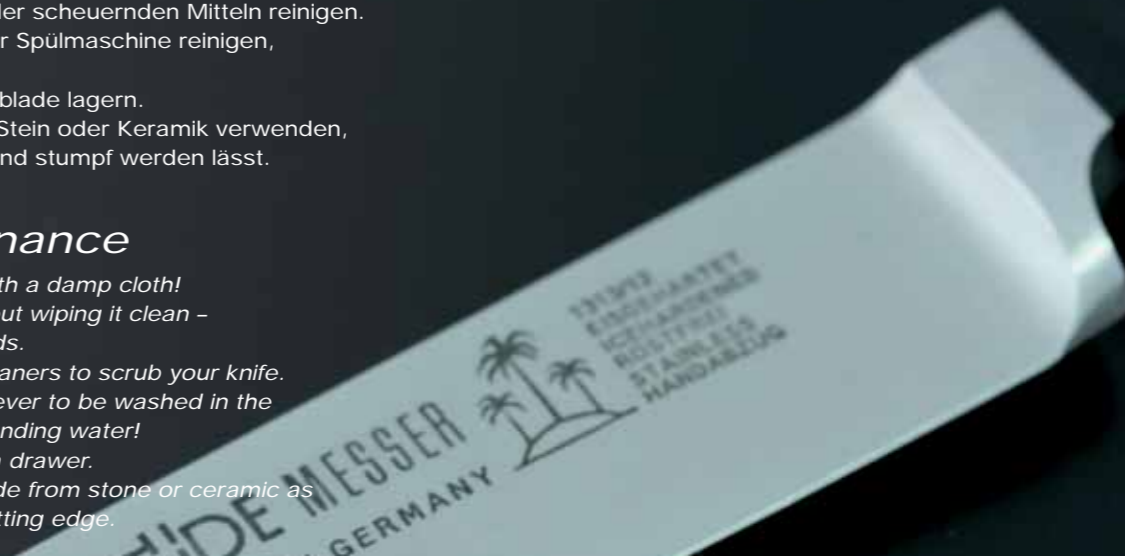 der scheuernden Mitteln reinigen.
r Spülmaschine reinigen,
blade lagern.
Stein oder Keramik verwenden,
nd stumpf werden lässt.
nance
th a damp cloth!
ut wiping it clean –
ds.
aners to scrub your knife.
ever to be washed in the
nding water!
drawer.
de from stone or ceramic as
tting edge.
MESSER
GERMANY
EISGEHÄRTET
ICEHARDENED
ROSTFREI
STAINLESS
HANDABZUG